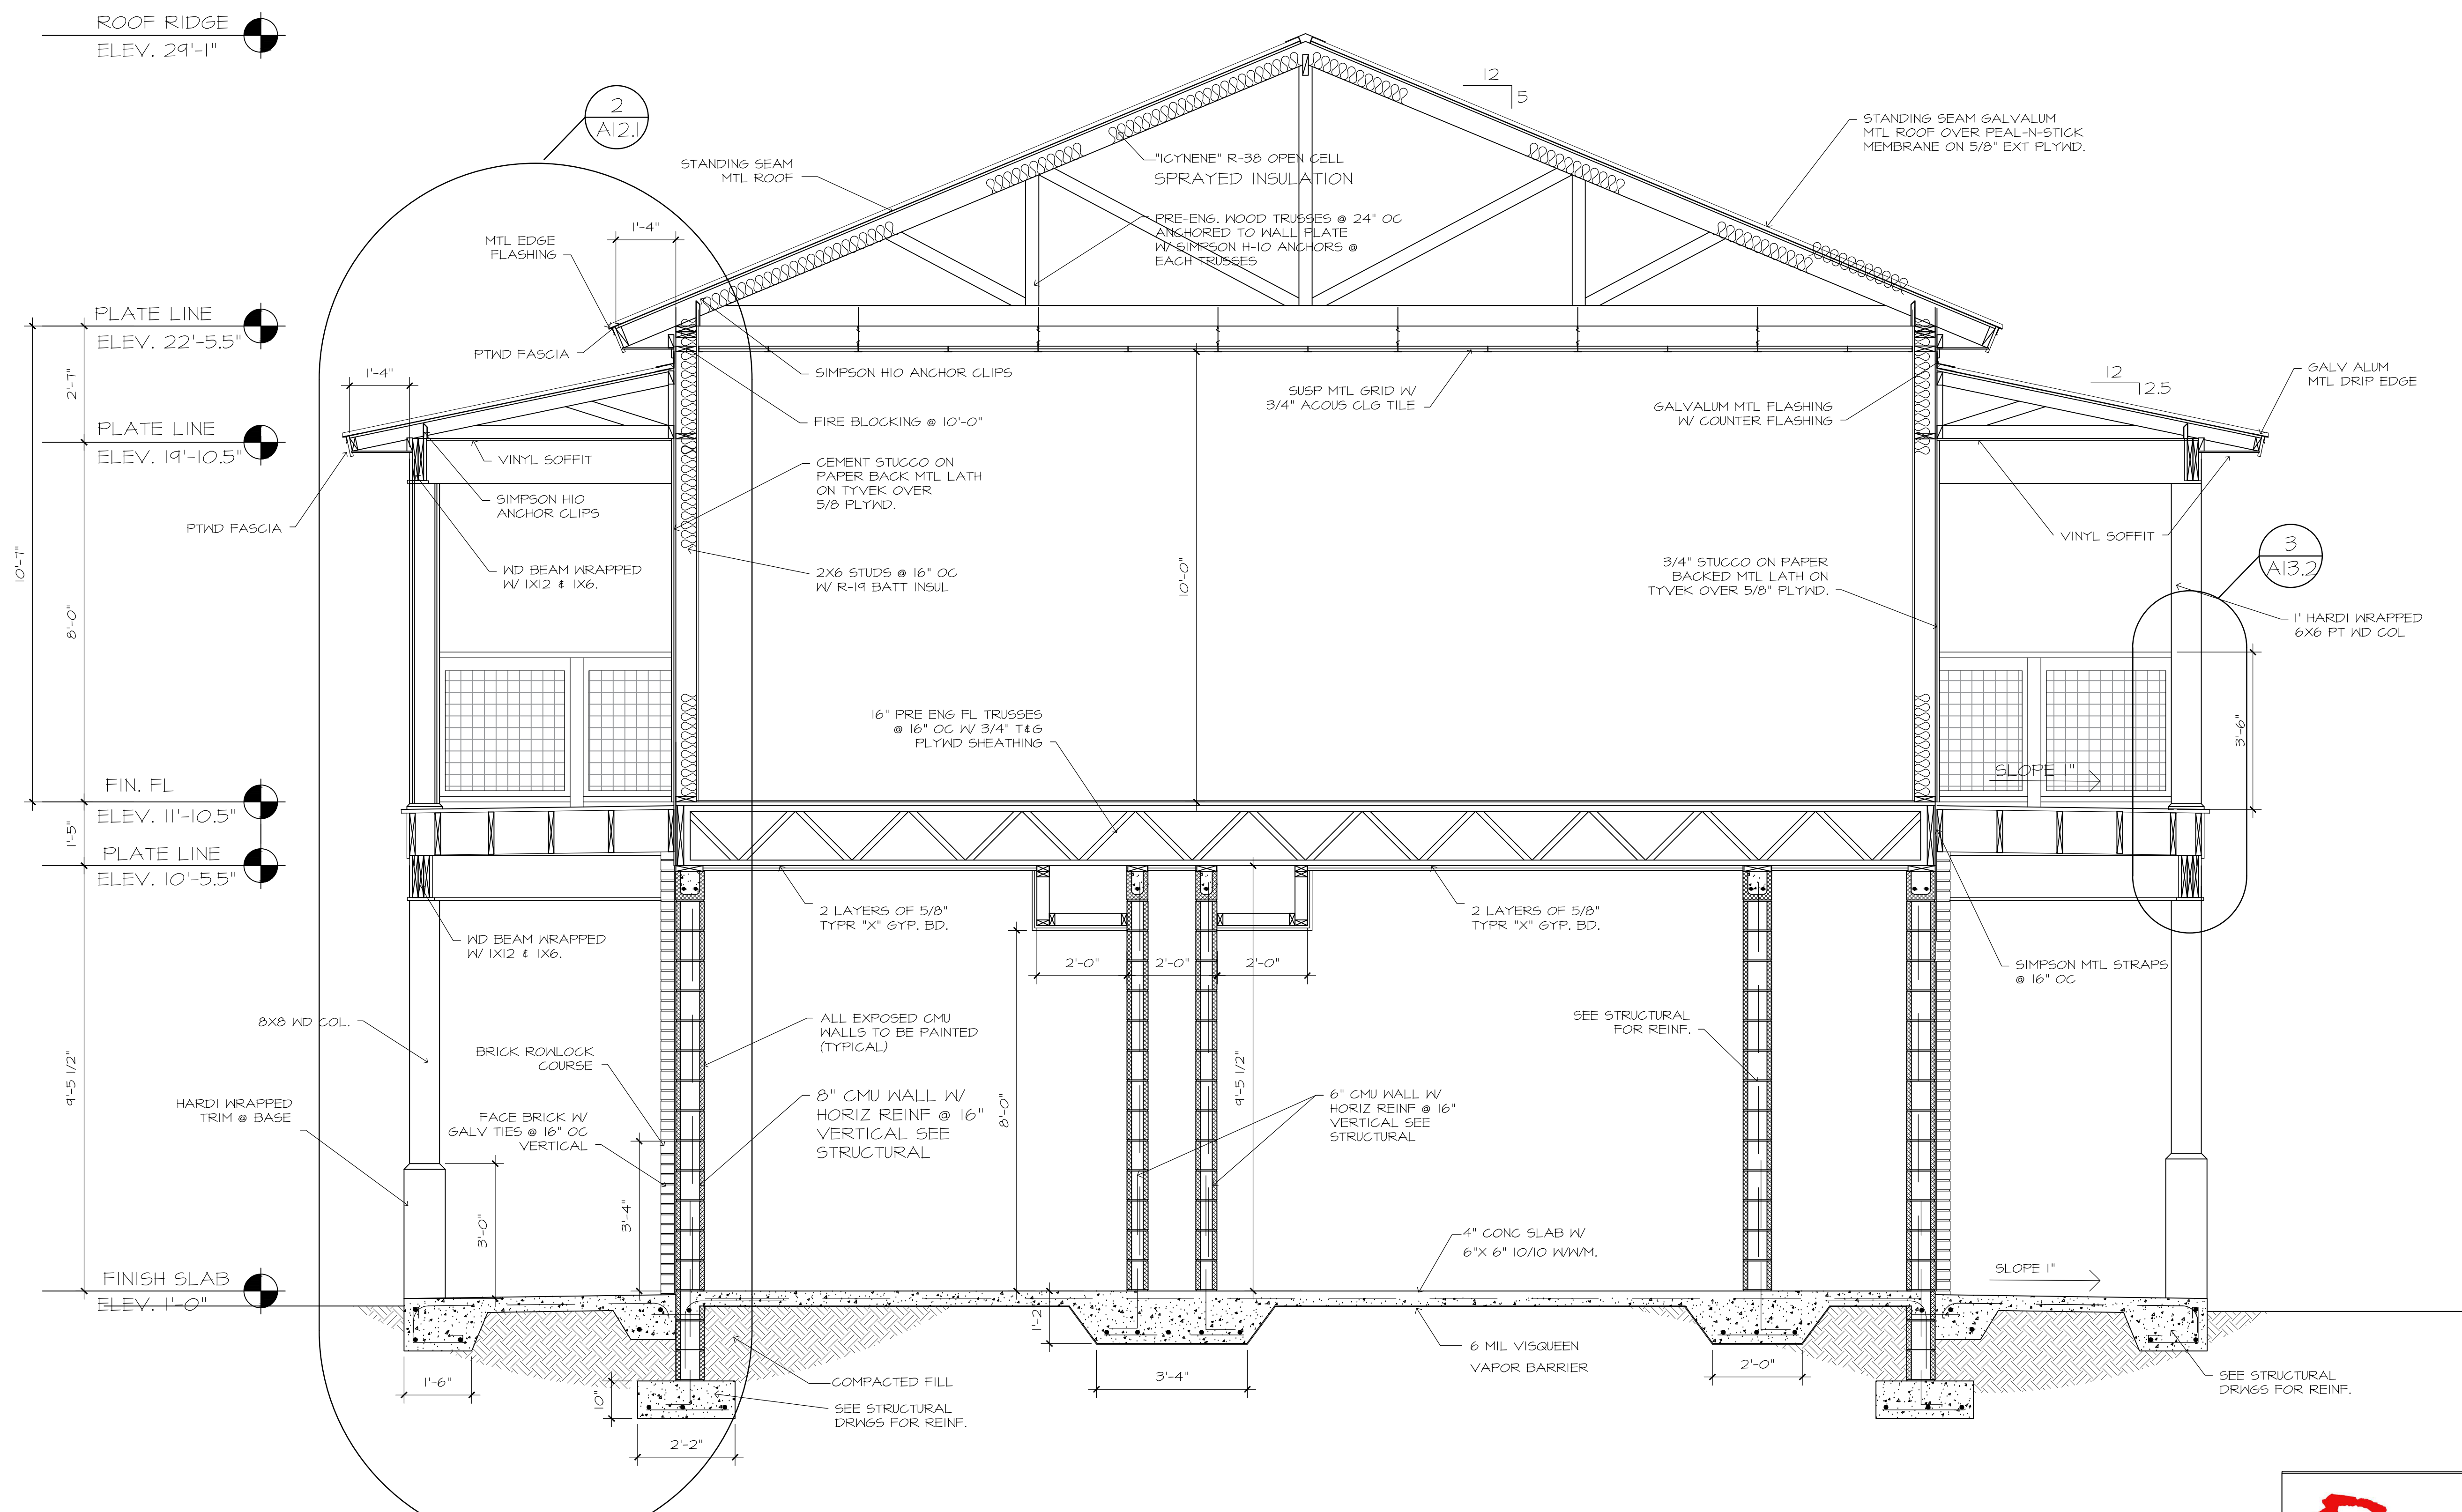 ROOF RIDGE
ELEV. 29'-1"
2
A12.1
12
5
STANDING SEAM
MTL ROOF
"ICYNENE" R-38 OPEN CELL
SPRAYED INSULATION
STANDING SEAM GALVALUM
MTL ROOF OVER PEAL-N-STICK
MEMBRANE ON 5/8" EXT PLYWD.
1'-4"
MTL EDGE
FLASHING
PRE-ENG. WOOD TRUSSES @ 24" OC
ANCHORED TO WALL PLATE
W/ SIMPSON H-10 ANCHORS @
EACH TRUSSES
PLATE LINE
ELEV. 22'-5.5"
PTWD FASCIA
1'-4"
SIMPSON H10 ANCHOR CLIPS
SUSP MTL GRID W/
3/4" ACOUS CLG TILE
12
2.5
GALV ALUM
MTL DRIP EDGE
2'-7"
FIRE BLOCKING @ 10'-0"
GALVALUM MTL FLASHING
W/ COUNTER FLASHING
PLATE LINE
ELEV. 19'-10.5"
VINYL SOFFIT
CEMENT STUCCO ON
PAPER BACK MTL LATH
ON TYVEK OVER
5/8 PLYWD.
SIMPSON H10
ANCHOR CLIPS
PTWD FASCIA
VINYL SOFFIT
3
A13.2
10'-7"
WD BEAM WRAPPED
W/ 1X12 & 1X6.
2X6 STUDS @ 16" OC
W/ R-19 BATT INSUL
10'-0"
3/4" STUCCO ON PAPER
BACKED MTL LATH ON
TYVEK OVER 5/8" PLYWD.
8'-0"
1' HARDI WRAPPED
6X6 PT WD COL
16" PRE ENG FL TRUSSES
@ 16" OC W/ 3/4" T&G
PLYWD SHEATHING
3'-6"
SLOPE 1"
FIN. FL
ELEV. 11'-10.5"
1'-5"
PLATE LINE
ELEV. 10'-5.5"
2 LAYERS OF 5/8"
TYPR "X" GYP. BD.
2 LAYERS OF 5/8"
TYPR "X" GYP. BD.
WD BEAM WRAPPED
W/ 1X12 & 1X6.
2'-0"
2'-0"
2'-0"
SIMPSON MTL STRAPS
@ 16" OC
8X8 WD COL.
ALL EXPOSED CMU
WALLS TO BE PAINTED
(TYPICAL)
SEE STRUCTURAL
FOR REINF.
BRICK ROWLOCK
COURSE
9'-5 1/2"
9'-5 1/2"
8'-0"
HARDI WRAPPED
TRIM @ BASE
FACE BRICK W/
GALV TIES @ 16" OC
VERTICAL
8" CMU WALL W/
HORIZ REINF @ 16"
VERTICAL SEE
STRUCTURAL
6" CMU WALL W/
HORIZ REINF @ 16"
VERTICAL SEE
STRUCTURAL
3'-0"
3'-4"
4" CONC SLAB W/
6"X 6" 10/10 W/W/M.
FINISH SLAB
ELEV. 1'-0"
SLOPE 1"
1'-2"
6 MIL VISQUEEN
VAPOR BARRIER
1'-6"
10"
COMPACTED FILL
3'-4"
2'-0"
SEE STRUCTURAL
DRWGS FOR REINF.
SEE STRUCTURAL
DRWGS FOR REINF.
2'-2"